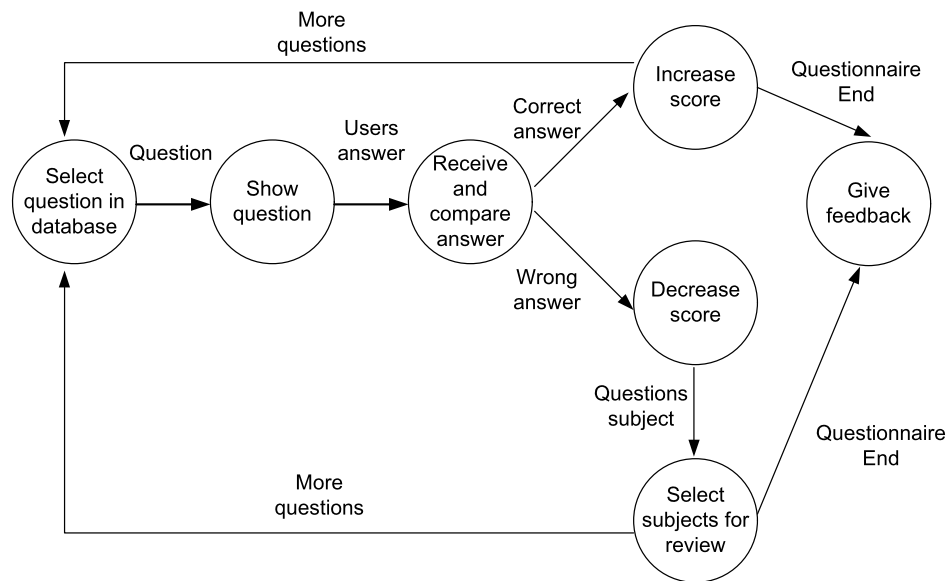 More
questions
Increase
score
Questionnaire
End
Correct
answer
Users
answer
Question
Select
question in
database
Show
question
Receive
and
compare
answer
Give
feedback
Wrong
answer
Decrease
score
Questions
subject
Questionnaire
End
More
questions
Select
subjects for
review